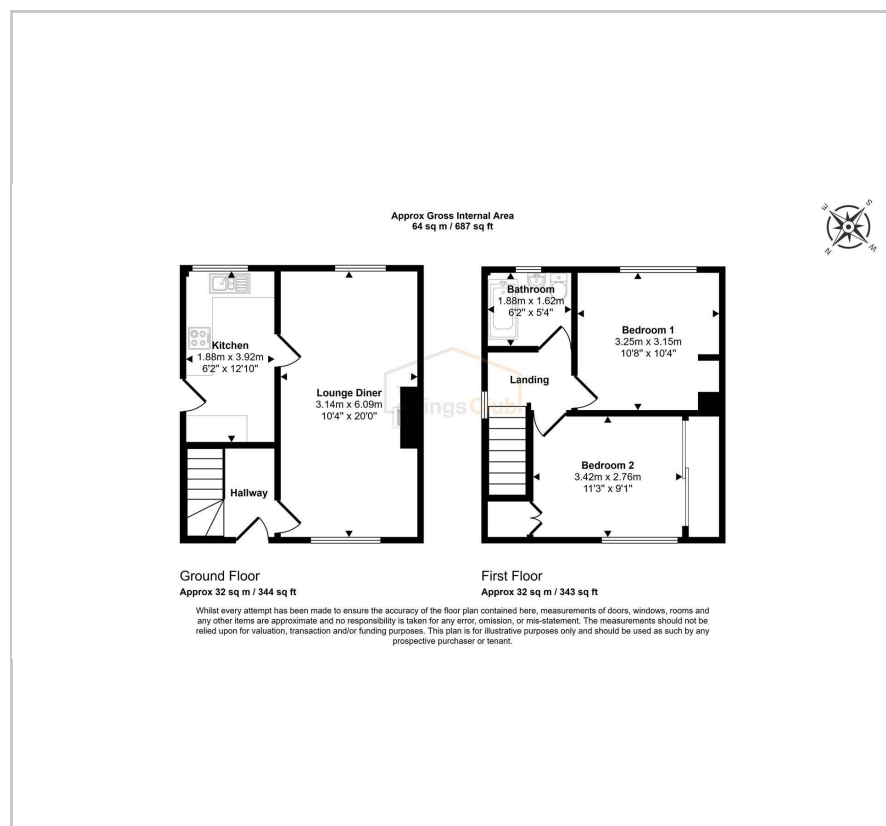 Approx Gross Internal Area
64 sq m / 687 sq ft
S
E
W
N
Kitchen
1.88m x 3.92m
6'2" x 12'10"
Lounge Diner
3.14m x 6.09m
10'4" x 20'0"
Hallway
Bathroom
1.88m x 1.62m
6'2" x 5'4"
Bedroom 1
3.25m x 3.15m
10'8" x 10'4"
Landing
Bedroom 2
3.42m x 2.76m
11'3" x 9'1"
Ground Floor
Approx 32 sq m / 344 sq ft
First Floor
Approx 32 sq m / 343 sq ft
Whilst every attempt has been made to ensure the accuracy of the floor plan contained here, measurements of doors, windows, rooms and
any other items are approximate and no responsibility is taken for any error, omission, or mis-statement. The measurements should not be
relied upon for valuation, transaction and/or funding purposes. This plan is for illustrative purposes only and should be used as such by any
prospective purchaser or tenant.